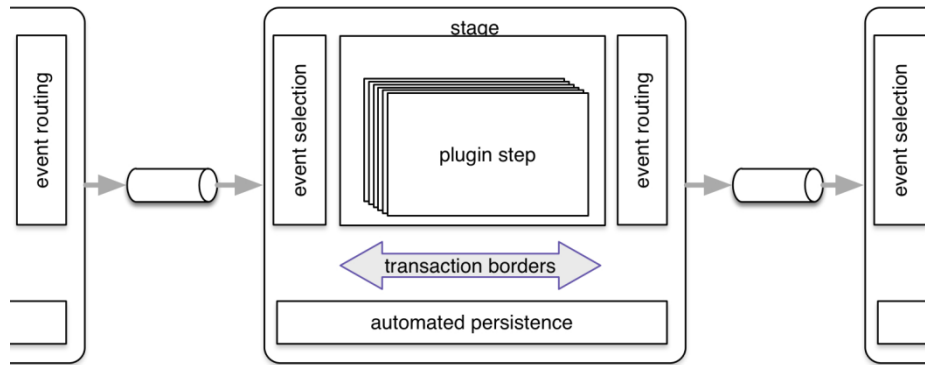 stage
event routing
event selection
plugin step
event routing
event selection
transaction borders
automated persistence